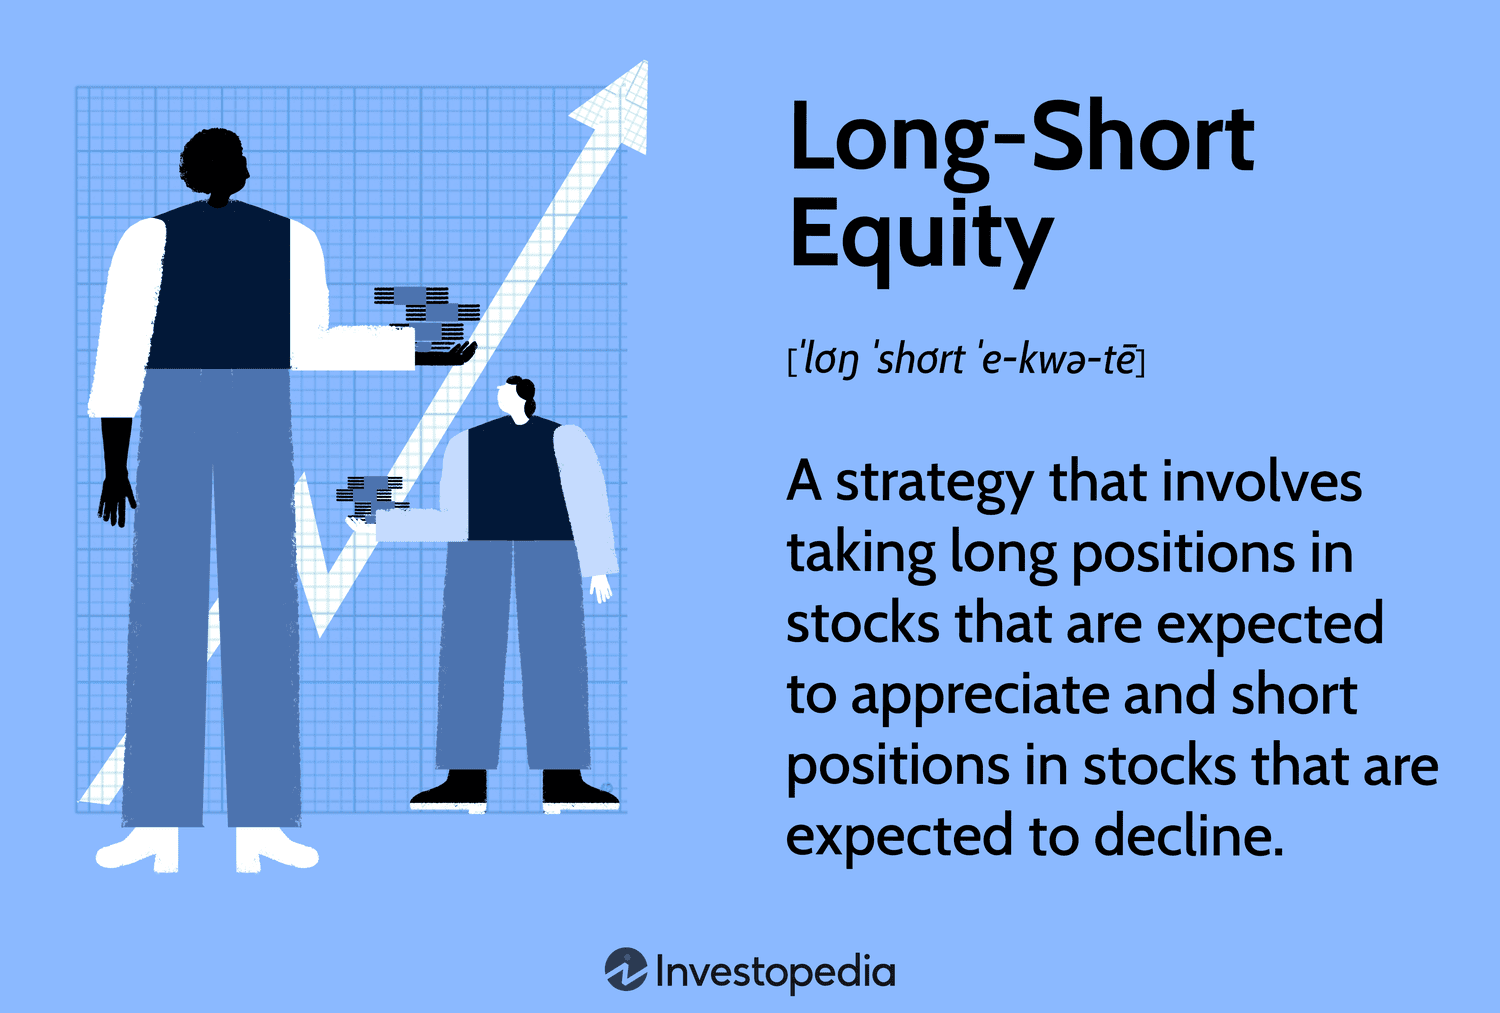 Long-Short
Equity
[ˈlȯŋ ˈshȯrt ˈe-kwə-tē]
A strategy that involves
taking long positions in
stocks that are expected
to appreciate and short
positions in stocks that are
expected to decline.
Investopedia